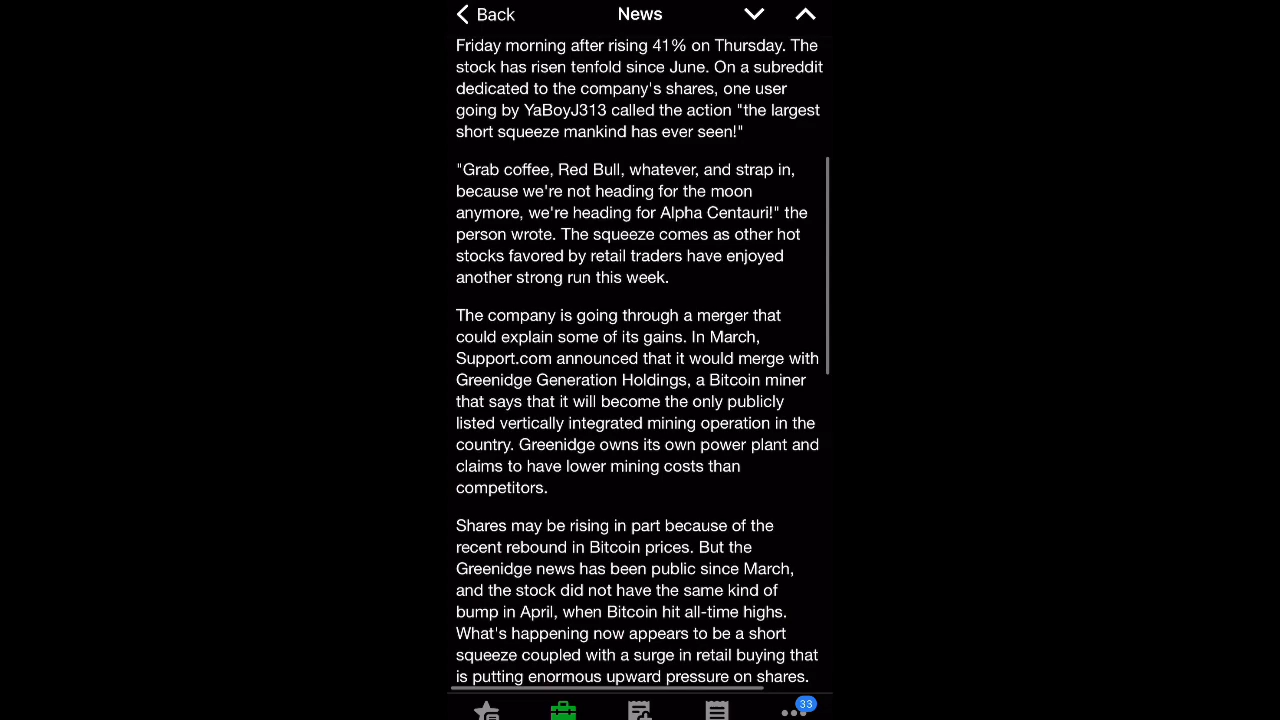 Back
News
Friday morning after rising 41% on Thursday. The
stock has risen tenfold since June. On a subreddit
dedicated to the company's shares, one user
going by YaBoyJ313 called the action "the largest
short squeeze mankind has ever seen!"
"Grab coffee, Red Bull, whatever, and strap in,
because we're not heading for the moon
anymore, we're heading for Alpha Centauri!" the
person wrote. The squeeze comes as other hot
stocks favored by retail traders have enjoyed
another strong run this week.
The company is going through a merger that
could explain some of its gains. In March,
Support.com announced that it would merge with
Greenidge Generation Holdings, a Bitcoin miner
that says that it will become the only publicly
listed vertically integrated mining operation in the
country. Greenidge owns its own power plant and
claims to have lower mining costs than
competitors.
Shares may be rising in part because of the
recent rebound in Bitcoin prices. But the
Greenidge news has been public since March,
and the stock did not have the same kind of
bump in April, when Bitcoin hit all-time highs.
What's happening now appears to be a short
squeeze coupled with a surge in retail buying that
is putting enormous upward pressure on shares.
33